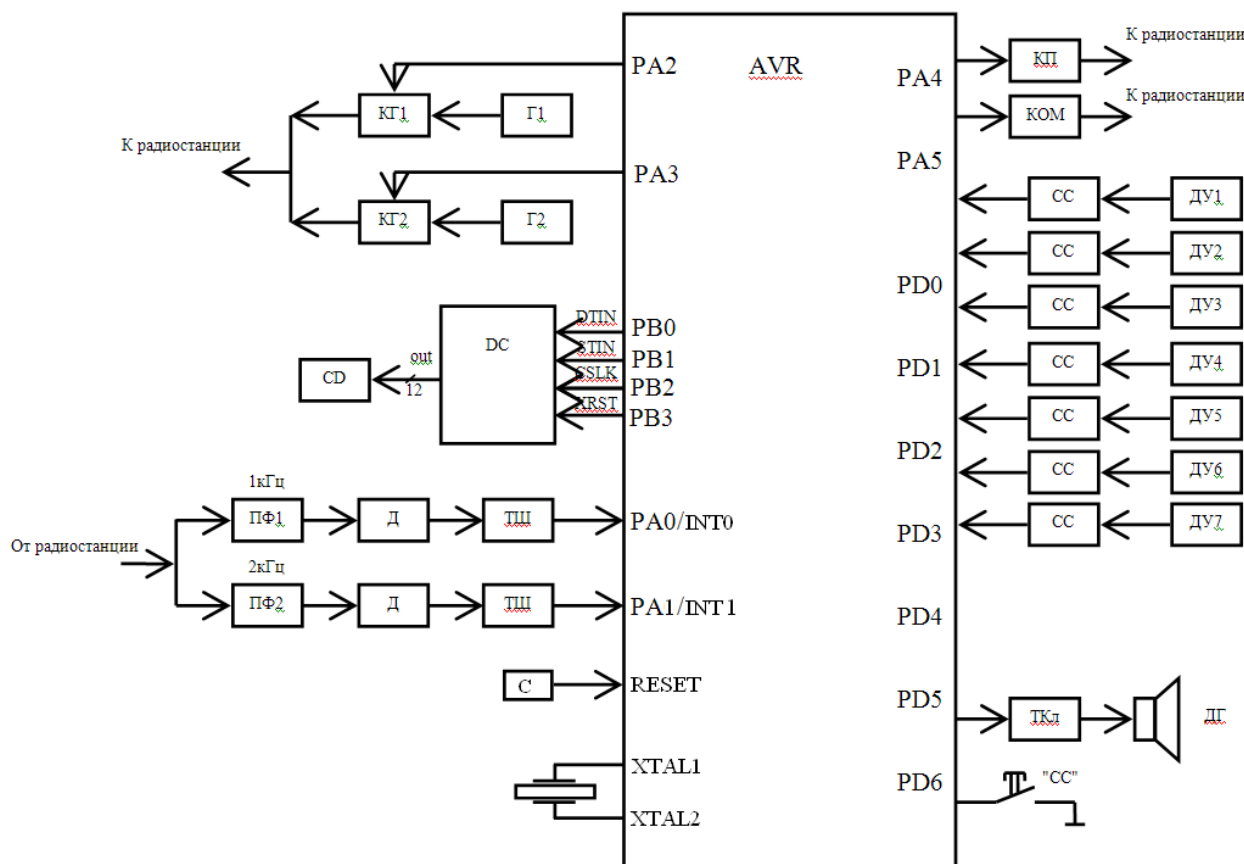 PA2
AVR
К радиостанции
КП
PA4
К радиостанции
КГ1
Г1
КОМ
К радиостанции
PA5
PA3
КГ2
Г2
СС
ДУ1
СС
ДУ2
PD0
СС
ДУ3
DTIN
PB0
DC
STIN
PB1
out
CD
12
CSLK
PB2
XRST
PB3
PD1
СС
ДУ4
СС
ДУ5
PD2
СС
ДУ6
1кГц
ПФ1
Д
ТШ
PA0/INT0
СС
ДУ7
PD3
От радиостанции
2кГц
ПФ2
Д
ТШ
PA1/INT1
PD4
С
RESET
PD5
ТКл
ДГ
XTAL1
PD6
"СС"
XTAL2